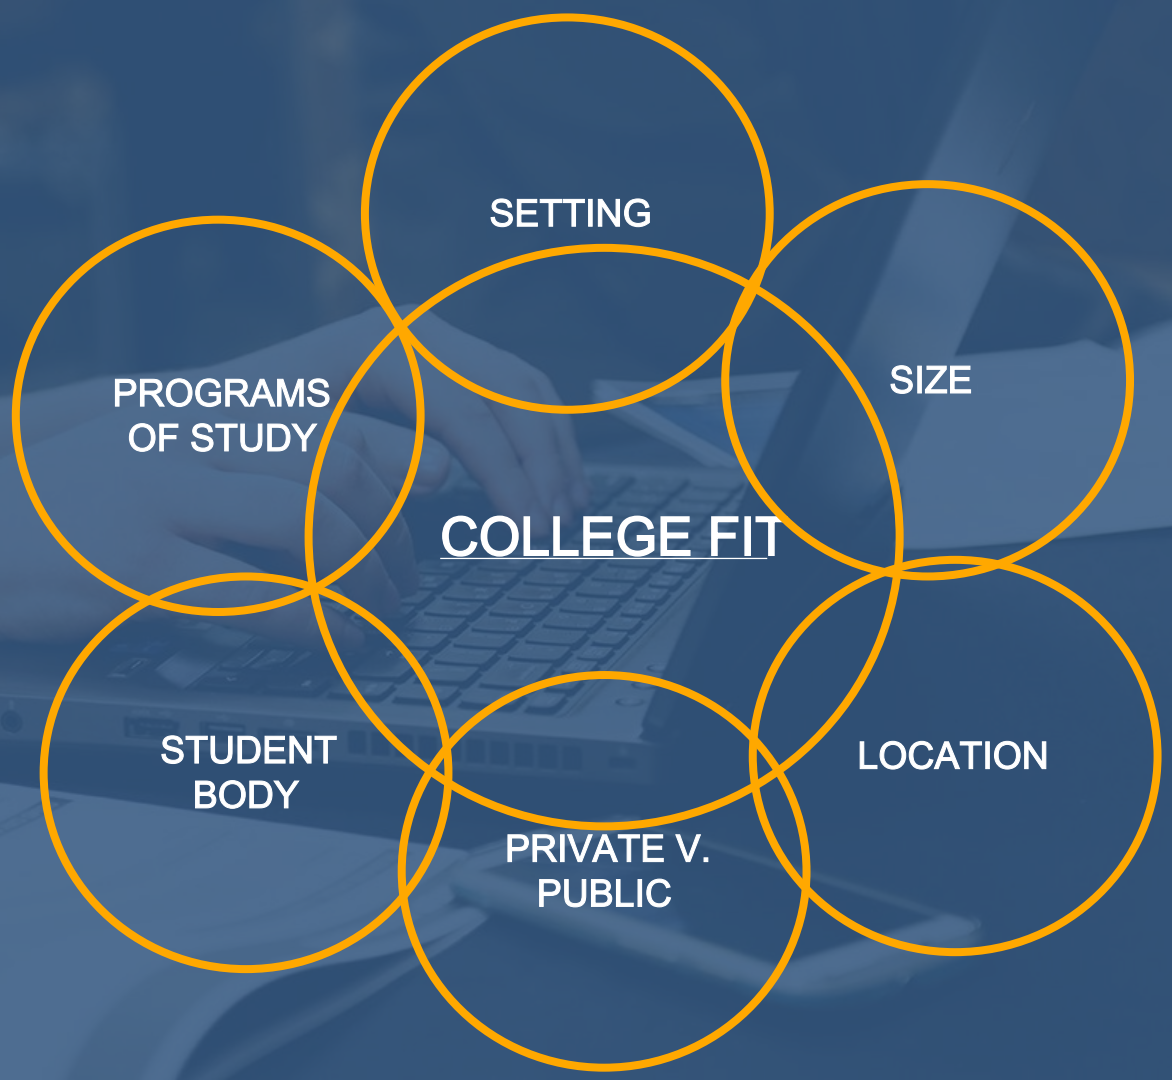 SETTING
SIZE
PROGRAMS
OF STUDY
COLLEGE FIT
STUDENT
BODY
LOCATION
PRIVATE V.
PUBLIC